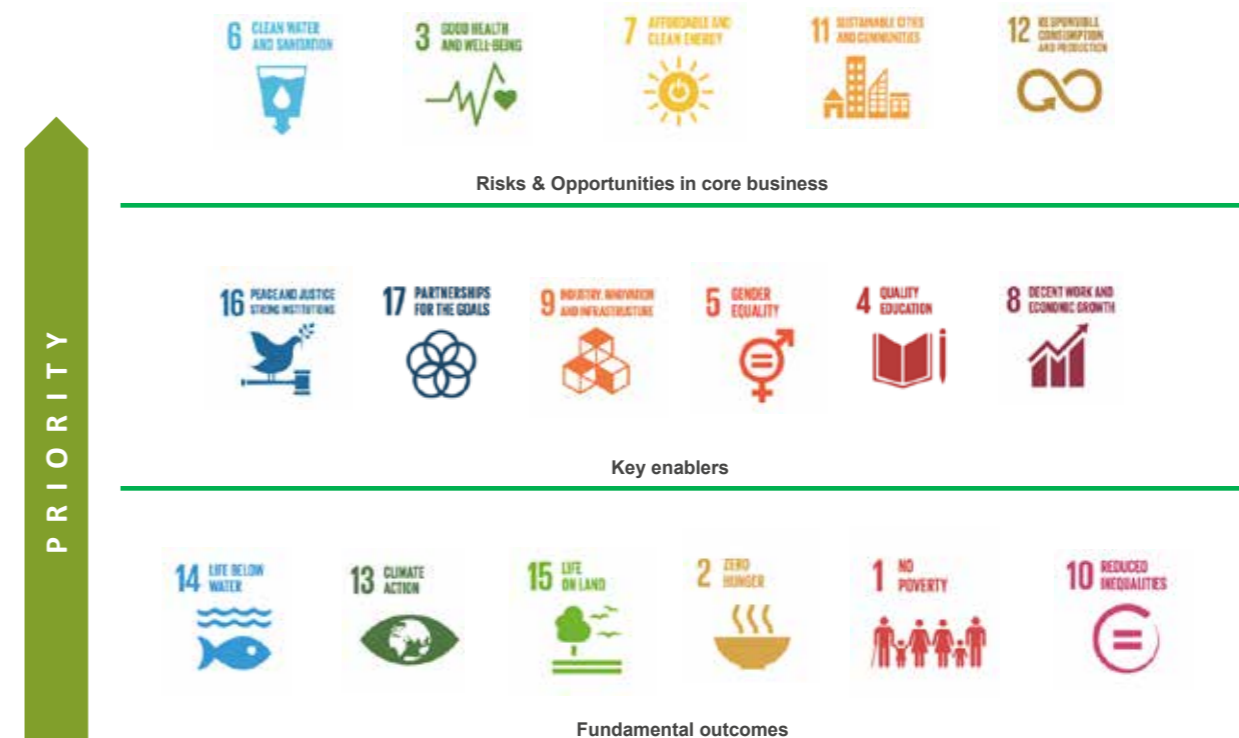 6 CLEAN WATER
AND SANITATION
3 GOOD HEALTH
AND WELL-BEING
7 AFFORDABLE AND
CLEAN ENERGY
11 SUSTAINABLE CITIES
AND COMMUNITIES
12 RESPONSIBLE
CONSUMPTION
AND PRODUCTION
Risks & Opportunities in core business
16 PEACE AND JUSTICE
STRONG INSTITUTIONS
17 PARTNERSHIPS
FOR THE GOALS
9 INDUSTRY, INNOVATION
AND INFRASTRUCTURE
5 GENDER
EQUALITY
4 QUALITY
EDUCATION
8 DECENT WORK AND
ECONOMIC GROWTH
Key enablers
14 LIFE BELOW
WATER
13 CLIMATE
ACTION
15 LIFE
ON LAND
2 ZERO
HUNGER
1 NO
POVERTY
10 REDUCED
INEQUALITIES
Fundamental outcomes
PRIORITY